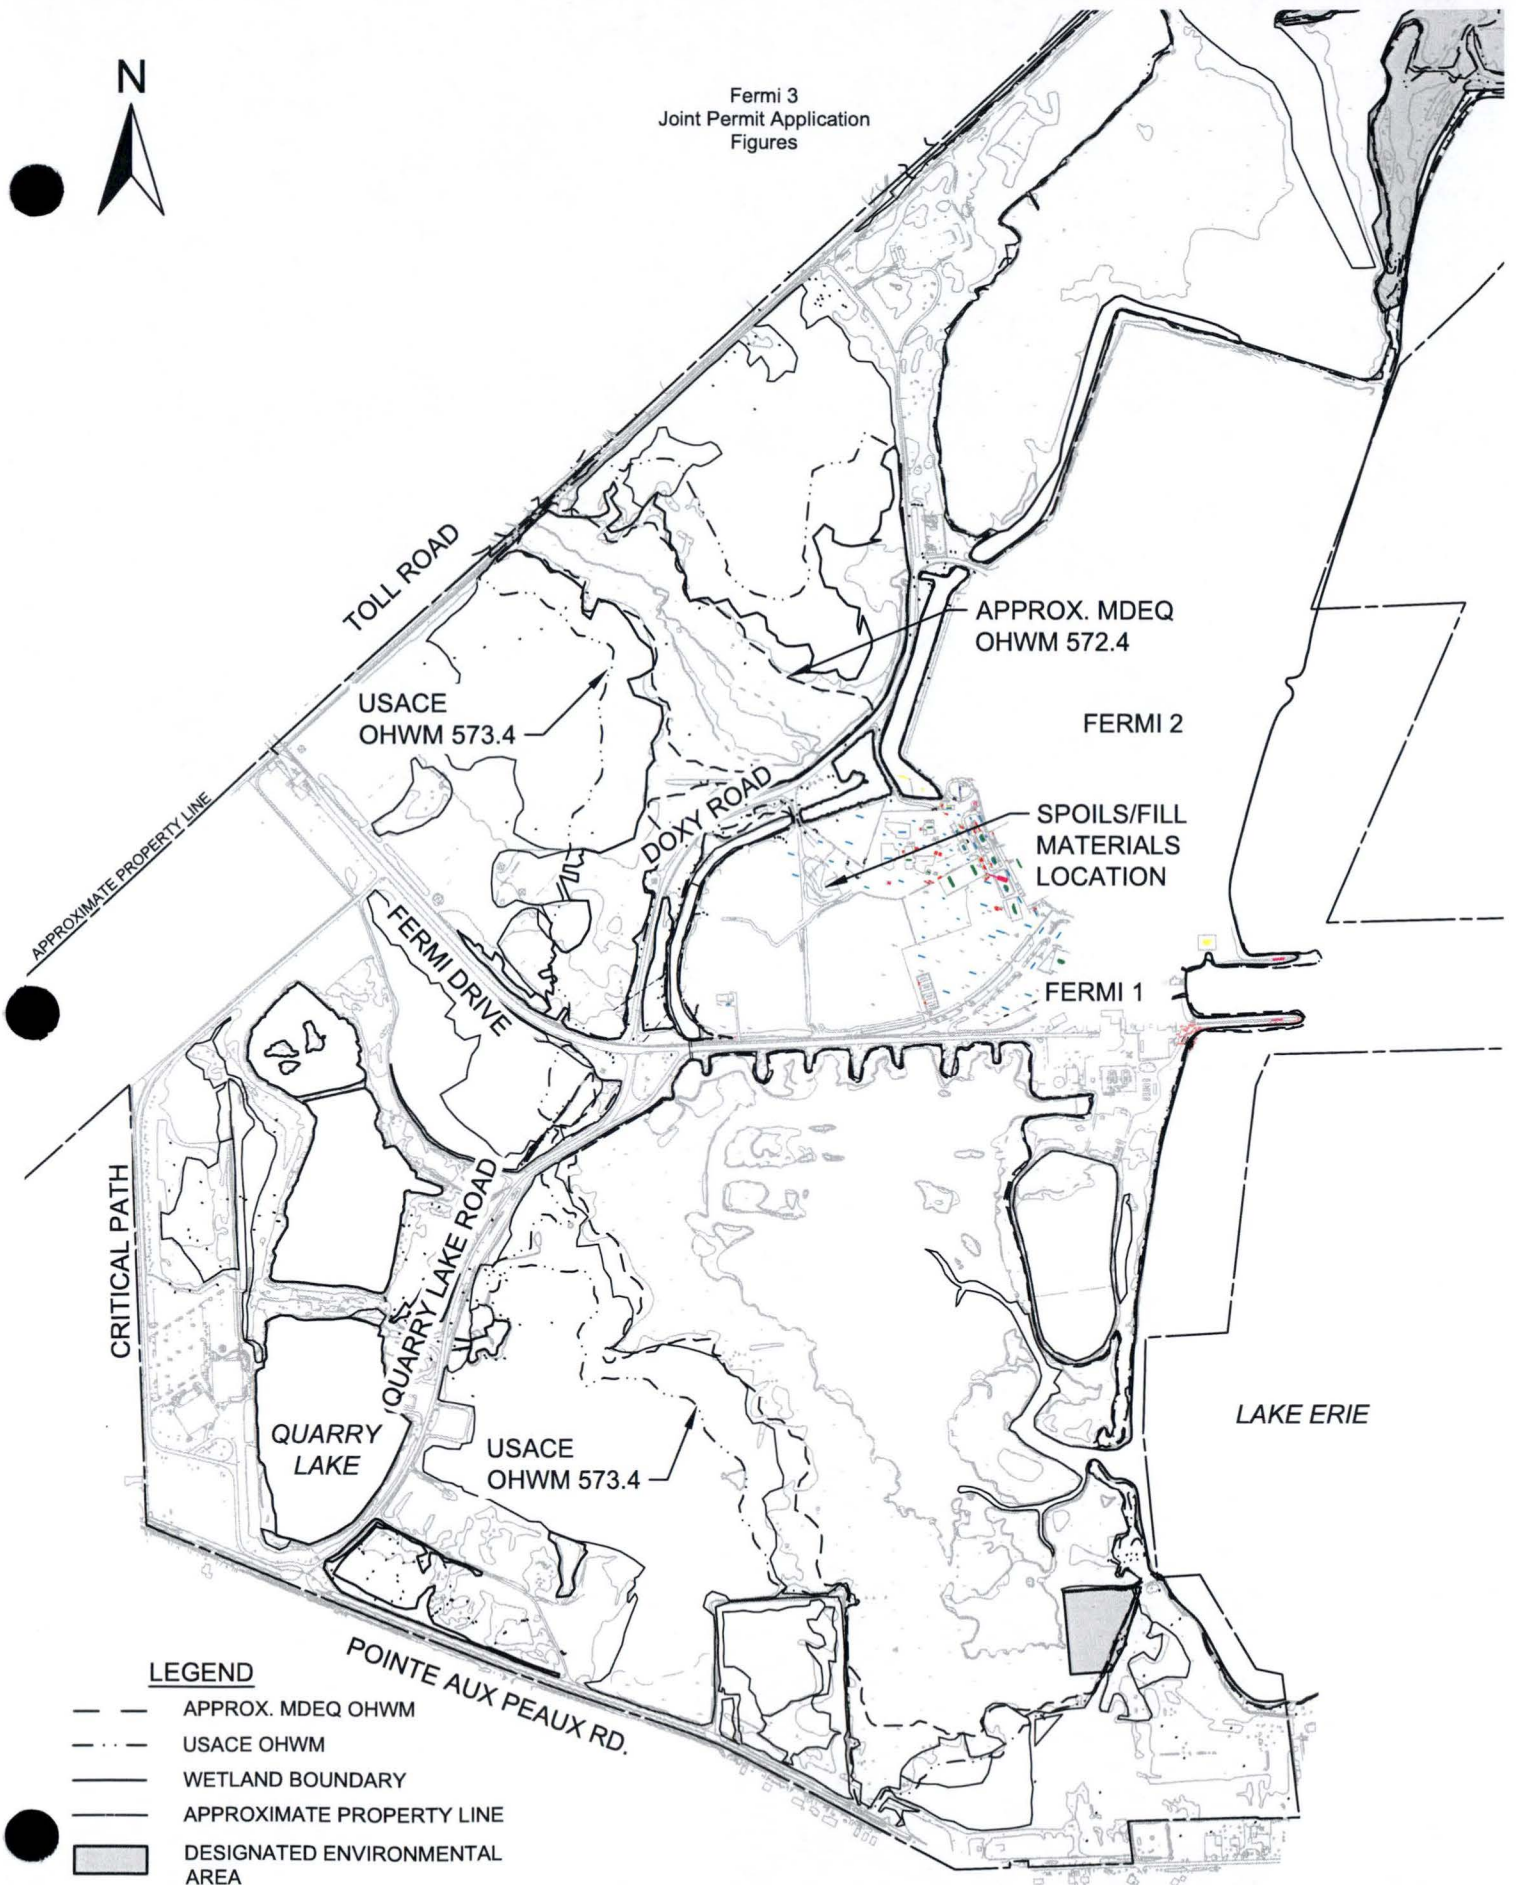 N
Fermi 3
Joint Permit Application
Figures
TOLL ROAD
APPROX. MDEQ
OHWM 572.4
USACE
OHWM 573.4
FERMI 2
DOXY ROAD
APPROXIMATE PROPERTY LINE
SPOILS/FILL
MATERIALS
LOCATION
FERMI DRIVE
FERMI 1
CRITICAL PATH
QUARRY LAKE ROAD
LAKE ERIE
QUARRY
LAKE
USACE
OHWM 573.4
POINTE AUX PEAUX RD.
LEGEND
APPROX. MDEQ OHWM
USACE OHWM
WETLAND BOUNDARY
APPROXIMATE PROPERTY LINE
DESIGNATED ENVIRONMENTAL
AREA